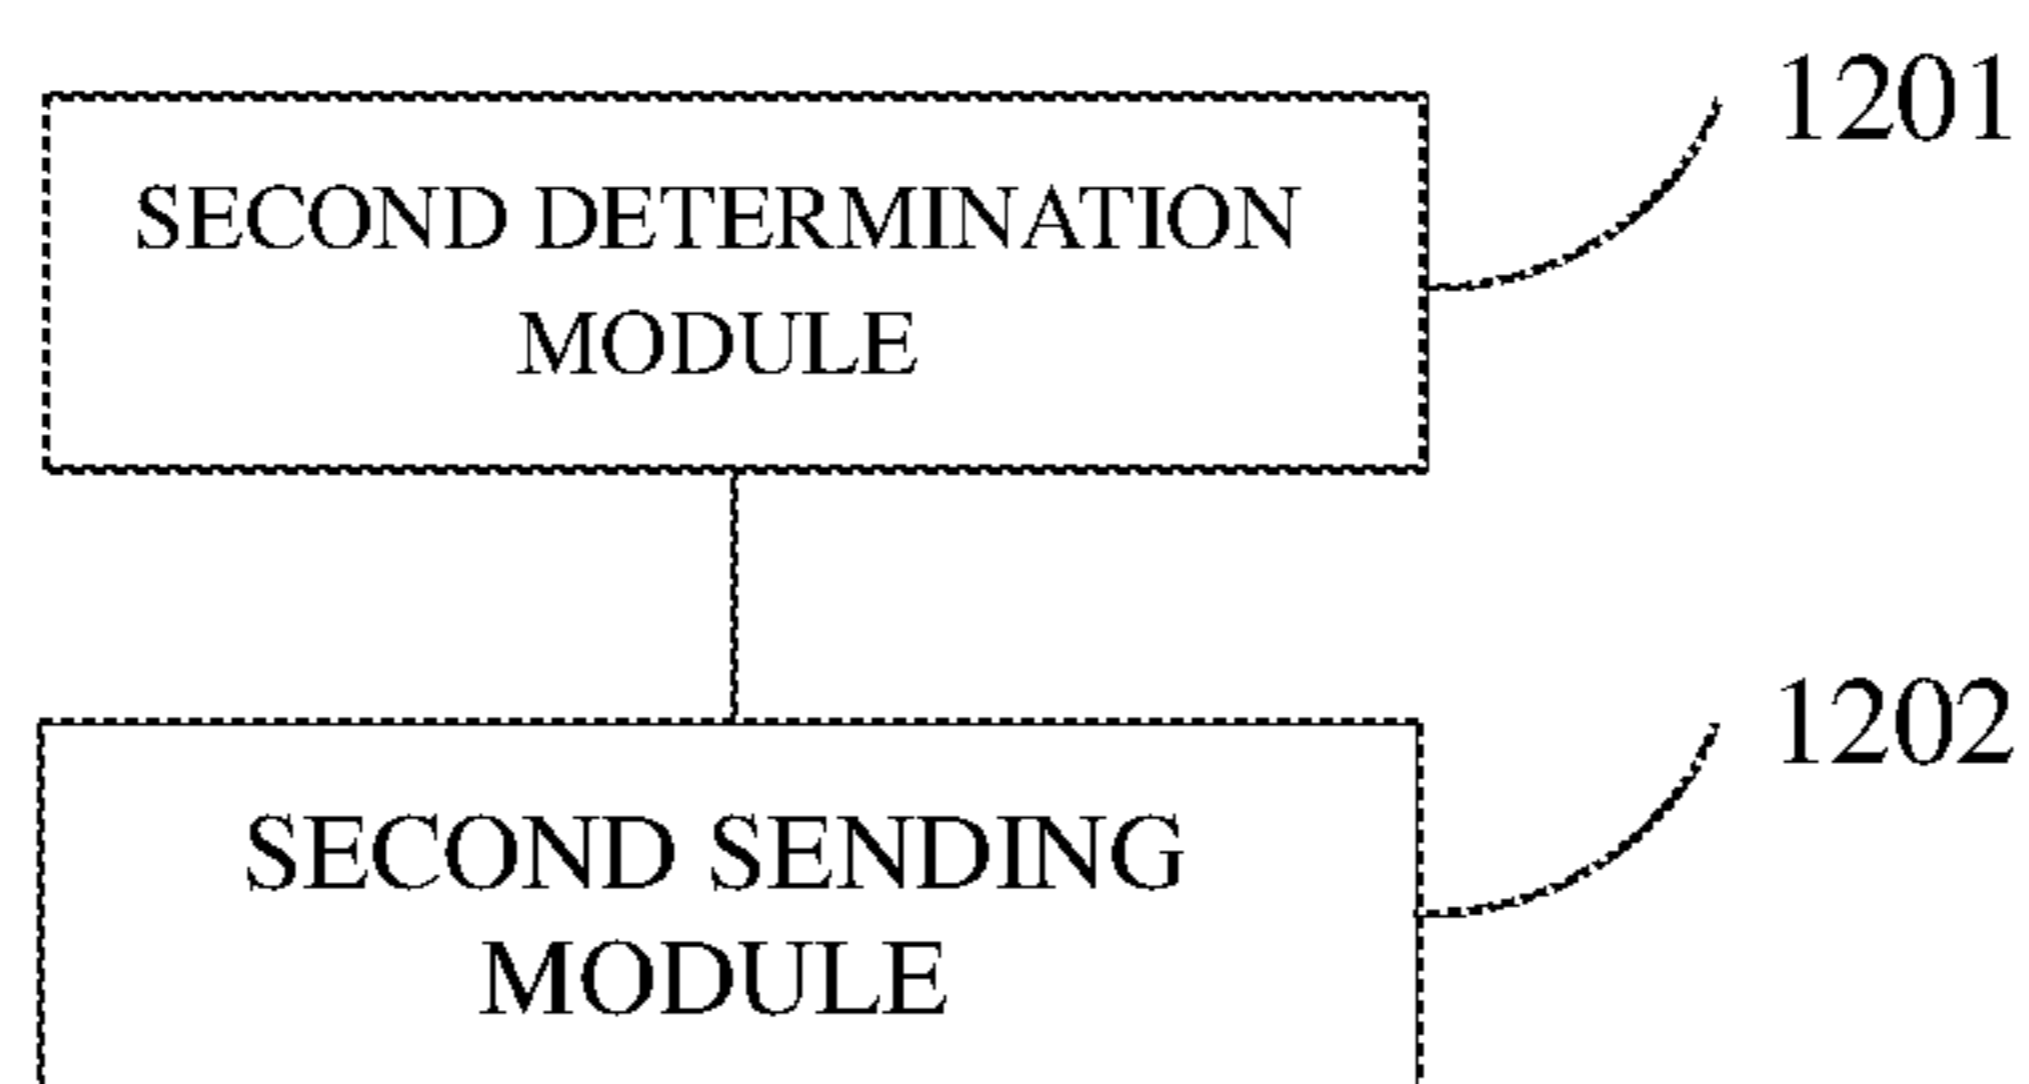 1201
SECOND DETERMINATION
MODULE
1202
SECOND SENDING
MODULE